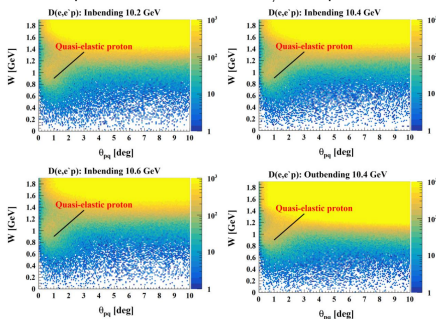 D(e,e`p): Inbending 10.2 GeV
D(e,e`p): Inbending 10.4 GeV
W [GeV]
1.8
1.6
1.4
1.2
1
0.8
0.6
0.4
0.2
0
Quasi-elastic proton
0 1 2 3 4 5 6 7 8 9 10
θpq [deg]
10³
10²
10
1
W [GeV]
1.8
1.6
1.4
1.2
1
0.8
0.6
0.4
0.2
0
Quasi-elastic proton
0 1 2 3 4 5 6 7 8 9 10
θpq [deg]
10
1
D(e,e`p): Inbending 10.6 GeV
D(e,e`p): Outbending 10.4 GeV
W [GeV]
1.8
1.6
1.4
1.2
1
0.8
0.6
0.4
0.2
0
Quasi-elastic proton
0 1 2 3 4 5 6 7 8 9 10
θpq [deg]
10³
10²
10
1
W [GeV]
1.8
1.6
1.4
1.2
1
0.8
0.6
0.4
0.2
0
Quasi-elastic proton
0 1 2 3 4 5 6 7 8 9 10
θpq [deg]
10
1